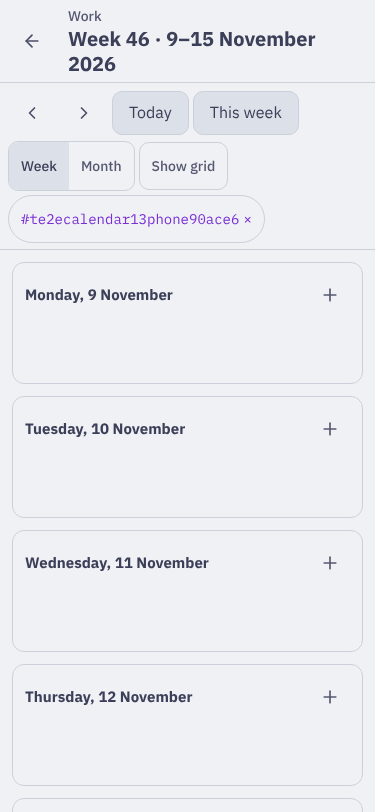 Work
Week 46 · 9–15 November
2026
Today
This week
Week
Month
Show grid
#te2ecalendar13phone90ace6 ×
Monday, 9 November
Tuesday, 10 November
Wednesday, 11 November
Thursday, 12 November